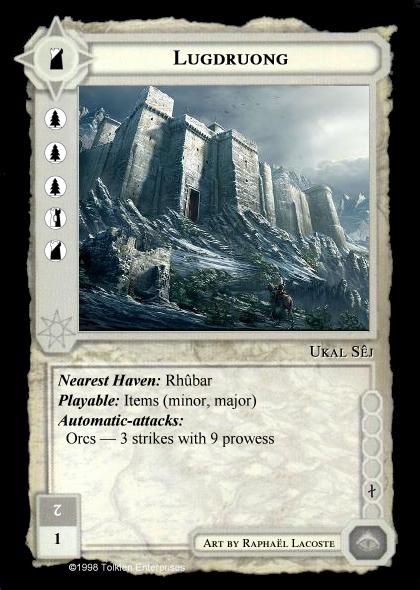 Lugdruong
Ukal Sêj
Nearest Haven: Rhûbar
Playable: Items (minor, major)
Automatic-attacks:
Orcs — 3 strikes with 9 prowess
2
1
Art by Raphaël Lacoste
©1998 Tolkien Enterprises